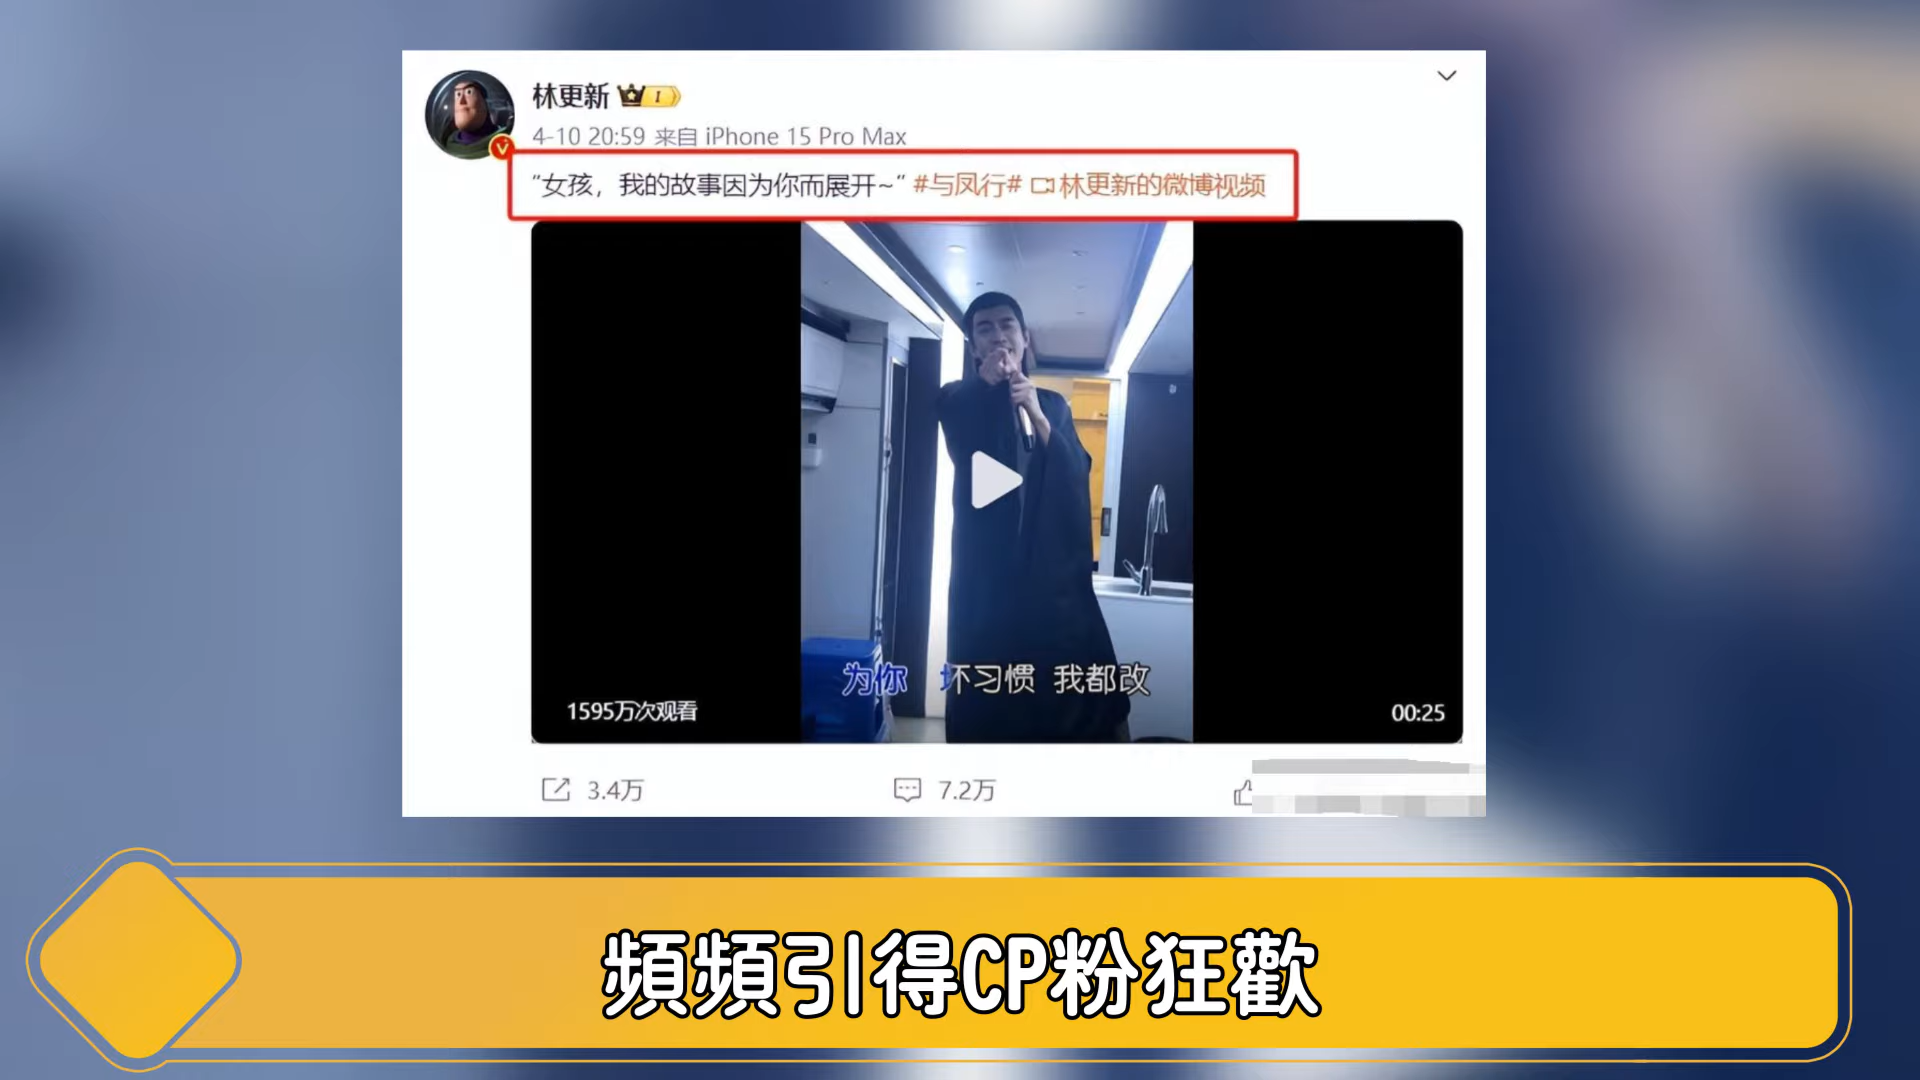 林更新 I
4-10 20:59 来自 iPhone 15 Pro Max
“女孩，我的故事因为你而展开~” #与凤行# 林更新的微博视频
为你 坏习惯 我都改
1595万次观看 00:25
3.4万 7.2万
頻頻引得CP粉狂歡